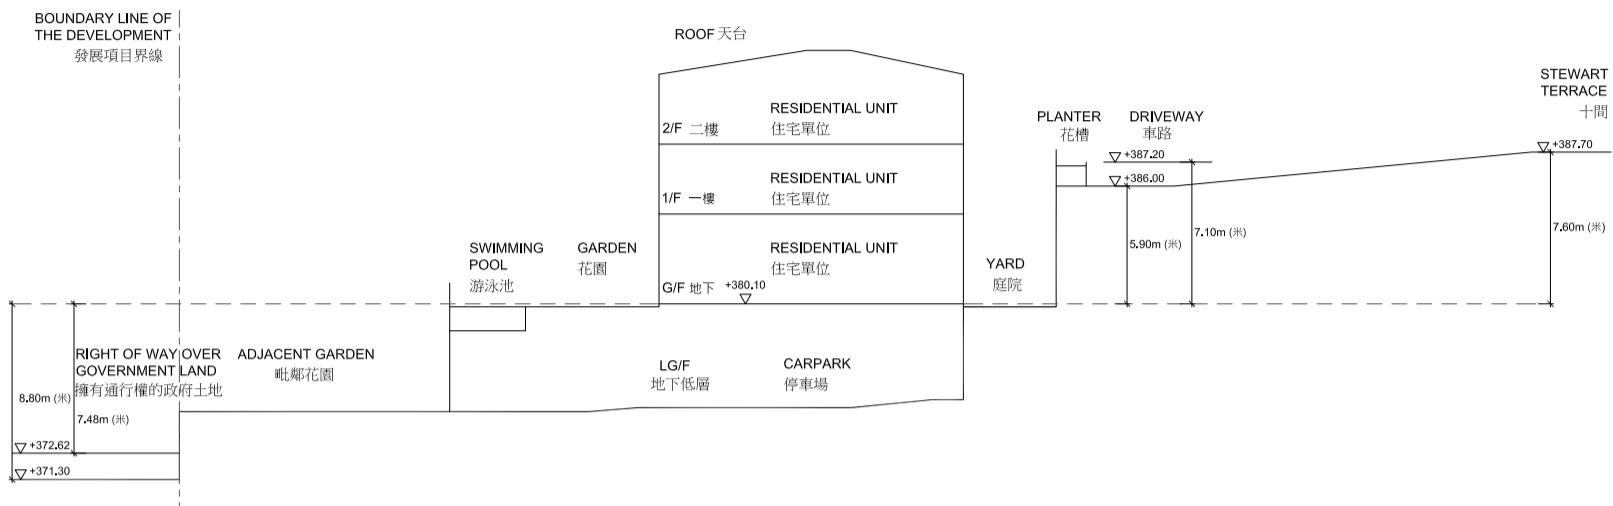 BOUNDARY LINE OF
THE DEVELOPMENT
發展項目界線
ROOF 天台
STEWART
TERRACE
十間
RESIDENTIAL UNIT
2/F 二樓 住宅單位
PLANTER
花槽
DRIVEWAY
車路
+387.20
+387.70
+386.00
RESIDENTIAL UNIT
1/F 一樓 住宅單位
5.90m (米)
7.10m (米)
7.60m (米)
SWIMMING
POOL
游泳池
GARDEN
花園
RESIDENTIAL UNIT
住宅單位
YARD
庭院
G/F 地下 +380.10
RIGHT OF WAY OVER
GOVERNMENT LAND
擁有通行權的政府土地
ADJACENT GARDEN
毗鄰花園
LG/F
地下低層
CARPARK
停車場
8.80m (米)
7.48m (米)
+372.62
+371.30